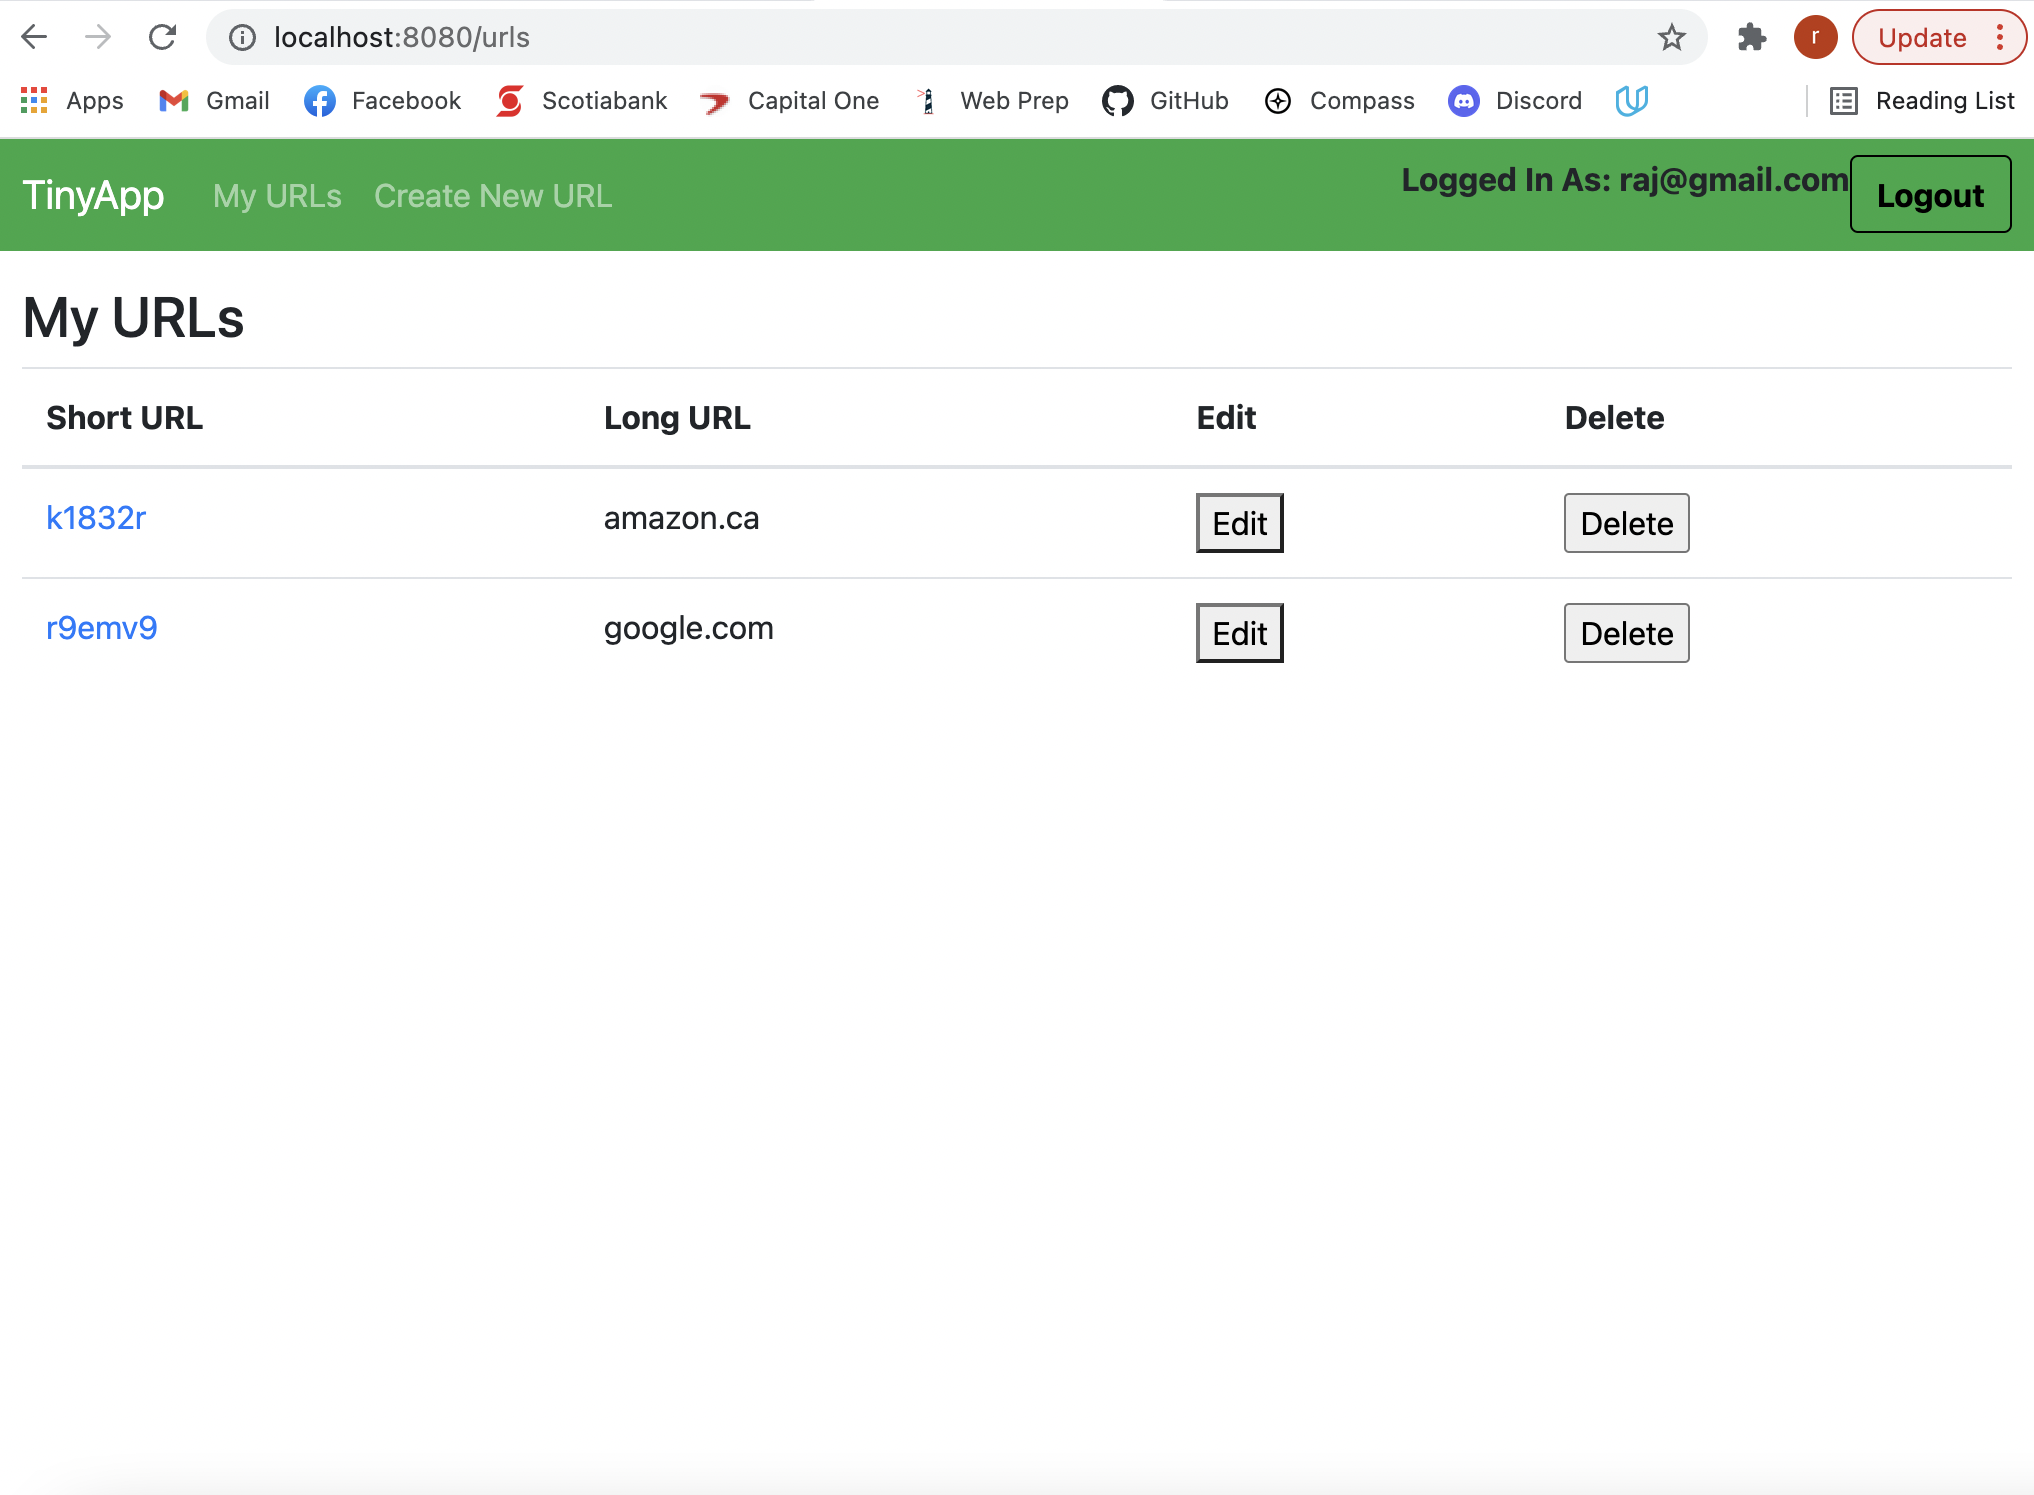 localhost:8080/urls
r
Update
Apps Gmail Facebook Scotiabank Capital One Web Prep GitHub Compass Discord Reading List
TinyApp My URLs Create New URL Logged In As: raj@gmail.com Logout
My URLs
Short URL Long URL Edit Delete
k1832r amazon.ca Edit Delete
r9emv9 google.com Edit Delete